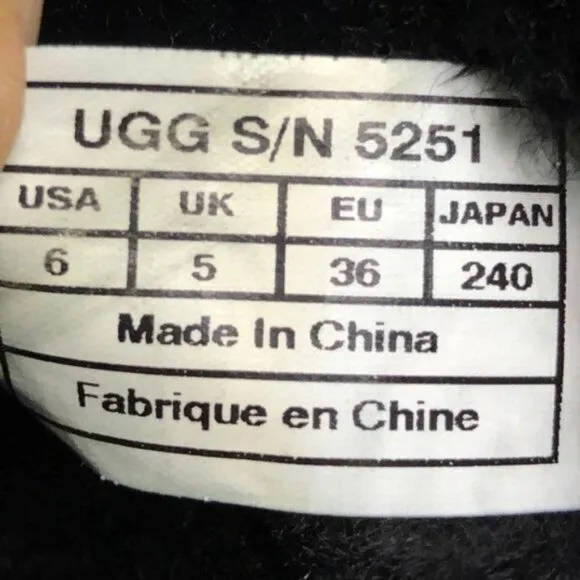 UGG S/N 5251
USA UK EU JAPAN
6 5 36 240
Made In China
Fabrique en Chine